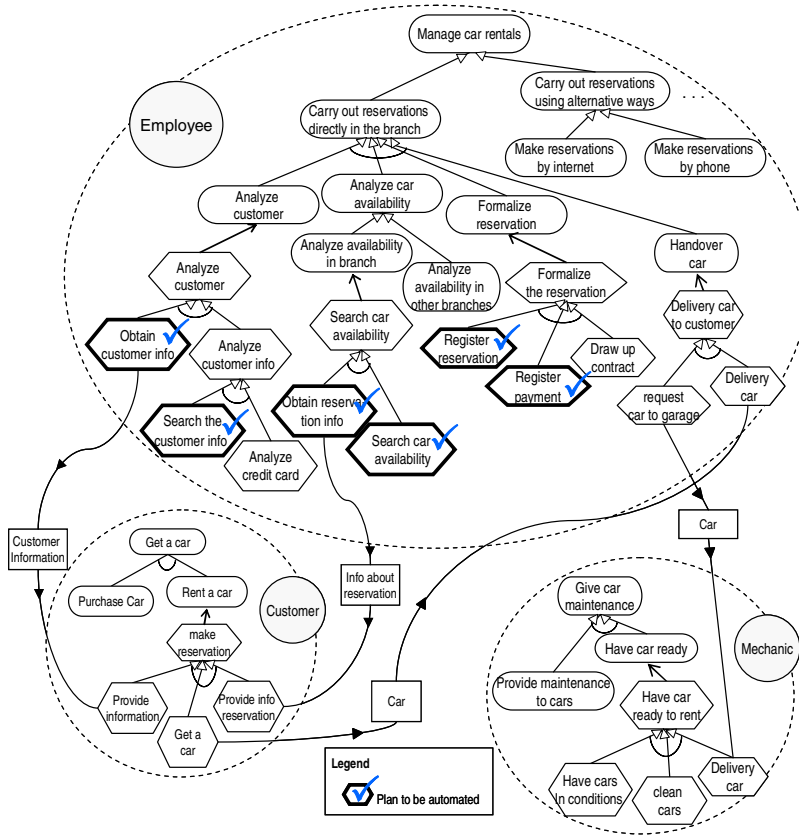 Manage car rentals
Carry out reservations
using alternative ways
. . .
Employee
Carry out reservations
directly in the branch
Make reservations
by internet
Make reservations
by phone
Analyze
customer
Analyze car
availability
Formalize
reservation
Analyze availability
in branch
Handover
car
Analyze
customer
Analyze
availability in
other branches
Formalize
the reservation
Search car
availability
Delivery car
to customer
Obtain
customer info
Analyze
customer info
Register
reservation
Draw up
contract
Register
payment
request
car to garage
Delivery
car
Search the
customer info
Obtain reserva-
tion info
Search car
availability
Analyze
credit card
Customer
Information
Car
Get a car
Info about
reservation
Purchase Car
Rent a car
Customer
Give car
maintenance
make
reservation
Have car ready
Mechanic
Provide
information
Provide info
reservation
Get a
car
Car
Provide maintenance
to cars
Have car
ready to rent
Have cars
In conditions
clean
cars
Delivery
car
Legend
Plan to be automated